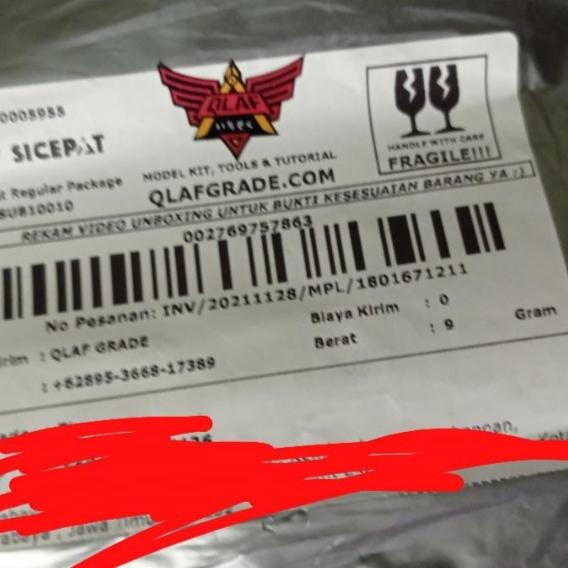 0005955
SICEPAT
QLAF
HANDLE WITH CARE
FRAGILE!!!
MODEL KIT, TOOLS & TUTORIAL
QLAFGRADE.COM
Regular Package
SUB10010
REKAM VIDEO UNBOXING UNTUK BUKTI KESESUAIAN BARANG YA :)
002769757863
No Pesanan: INV/20211128/MPL/1801671211
: QLAF GRADE
Biaya Kirim : 0
: +62895-3668-17389
Berat : 9 Gram
Jawa